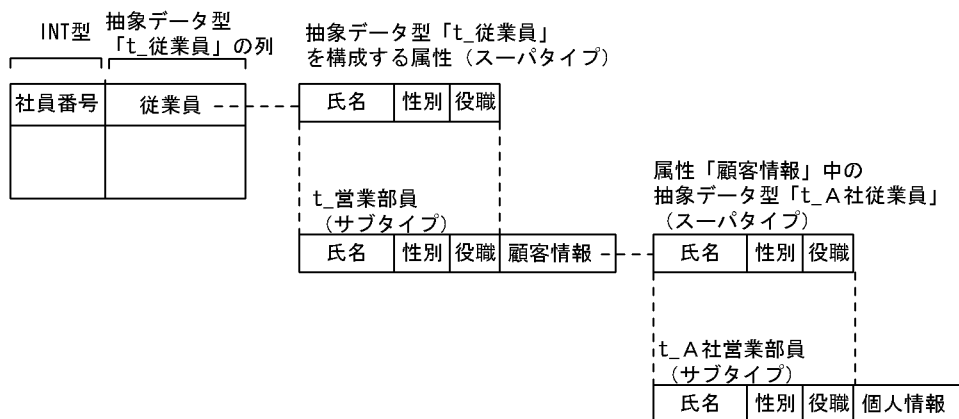 INT型
抽象データ型
「t_従業員」の列
抽象データ型「t_従業員」
を構成する属性(スーパタイプ)
社員番号
従業員
氏名
性別
役職
t_営業部員
(サブタイプ)
氏名
性別
役職
顧客情報
属性「顧客情報」中の
抽象データ型「t_A社従業員」
(スーパタイプ)
氏名
性別
役職
t_A社営業部員
(サブタイプ)
氏名
性別
役職
個人情報